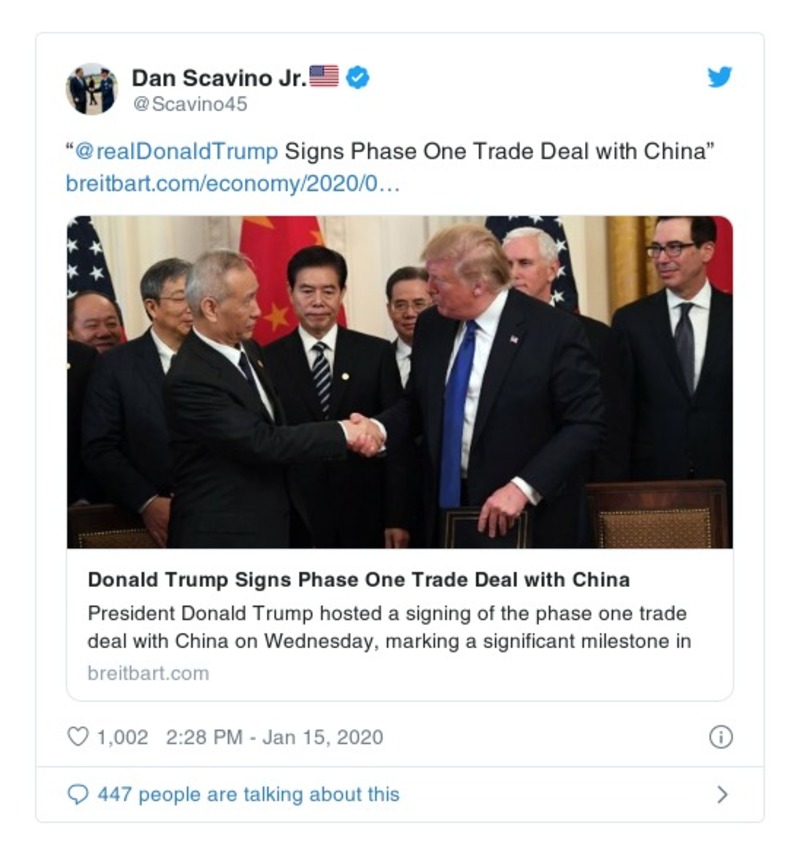 Dan Scavino Jr.🇺🇸
@Scavino45
“@realDonaldTrump Signs Phase One Trade Deal with China”
breitbart.com/economy/2020/0…
Donald Trump Signs Phase One Trade Deal with China
President Donald Trump hosted a signing of the phase one trade
deal with China on Wednesday, marking a significant milestone in
breitbart.com
1,002 2:28 PM - Jan 15, 2020
447 people are talking about this